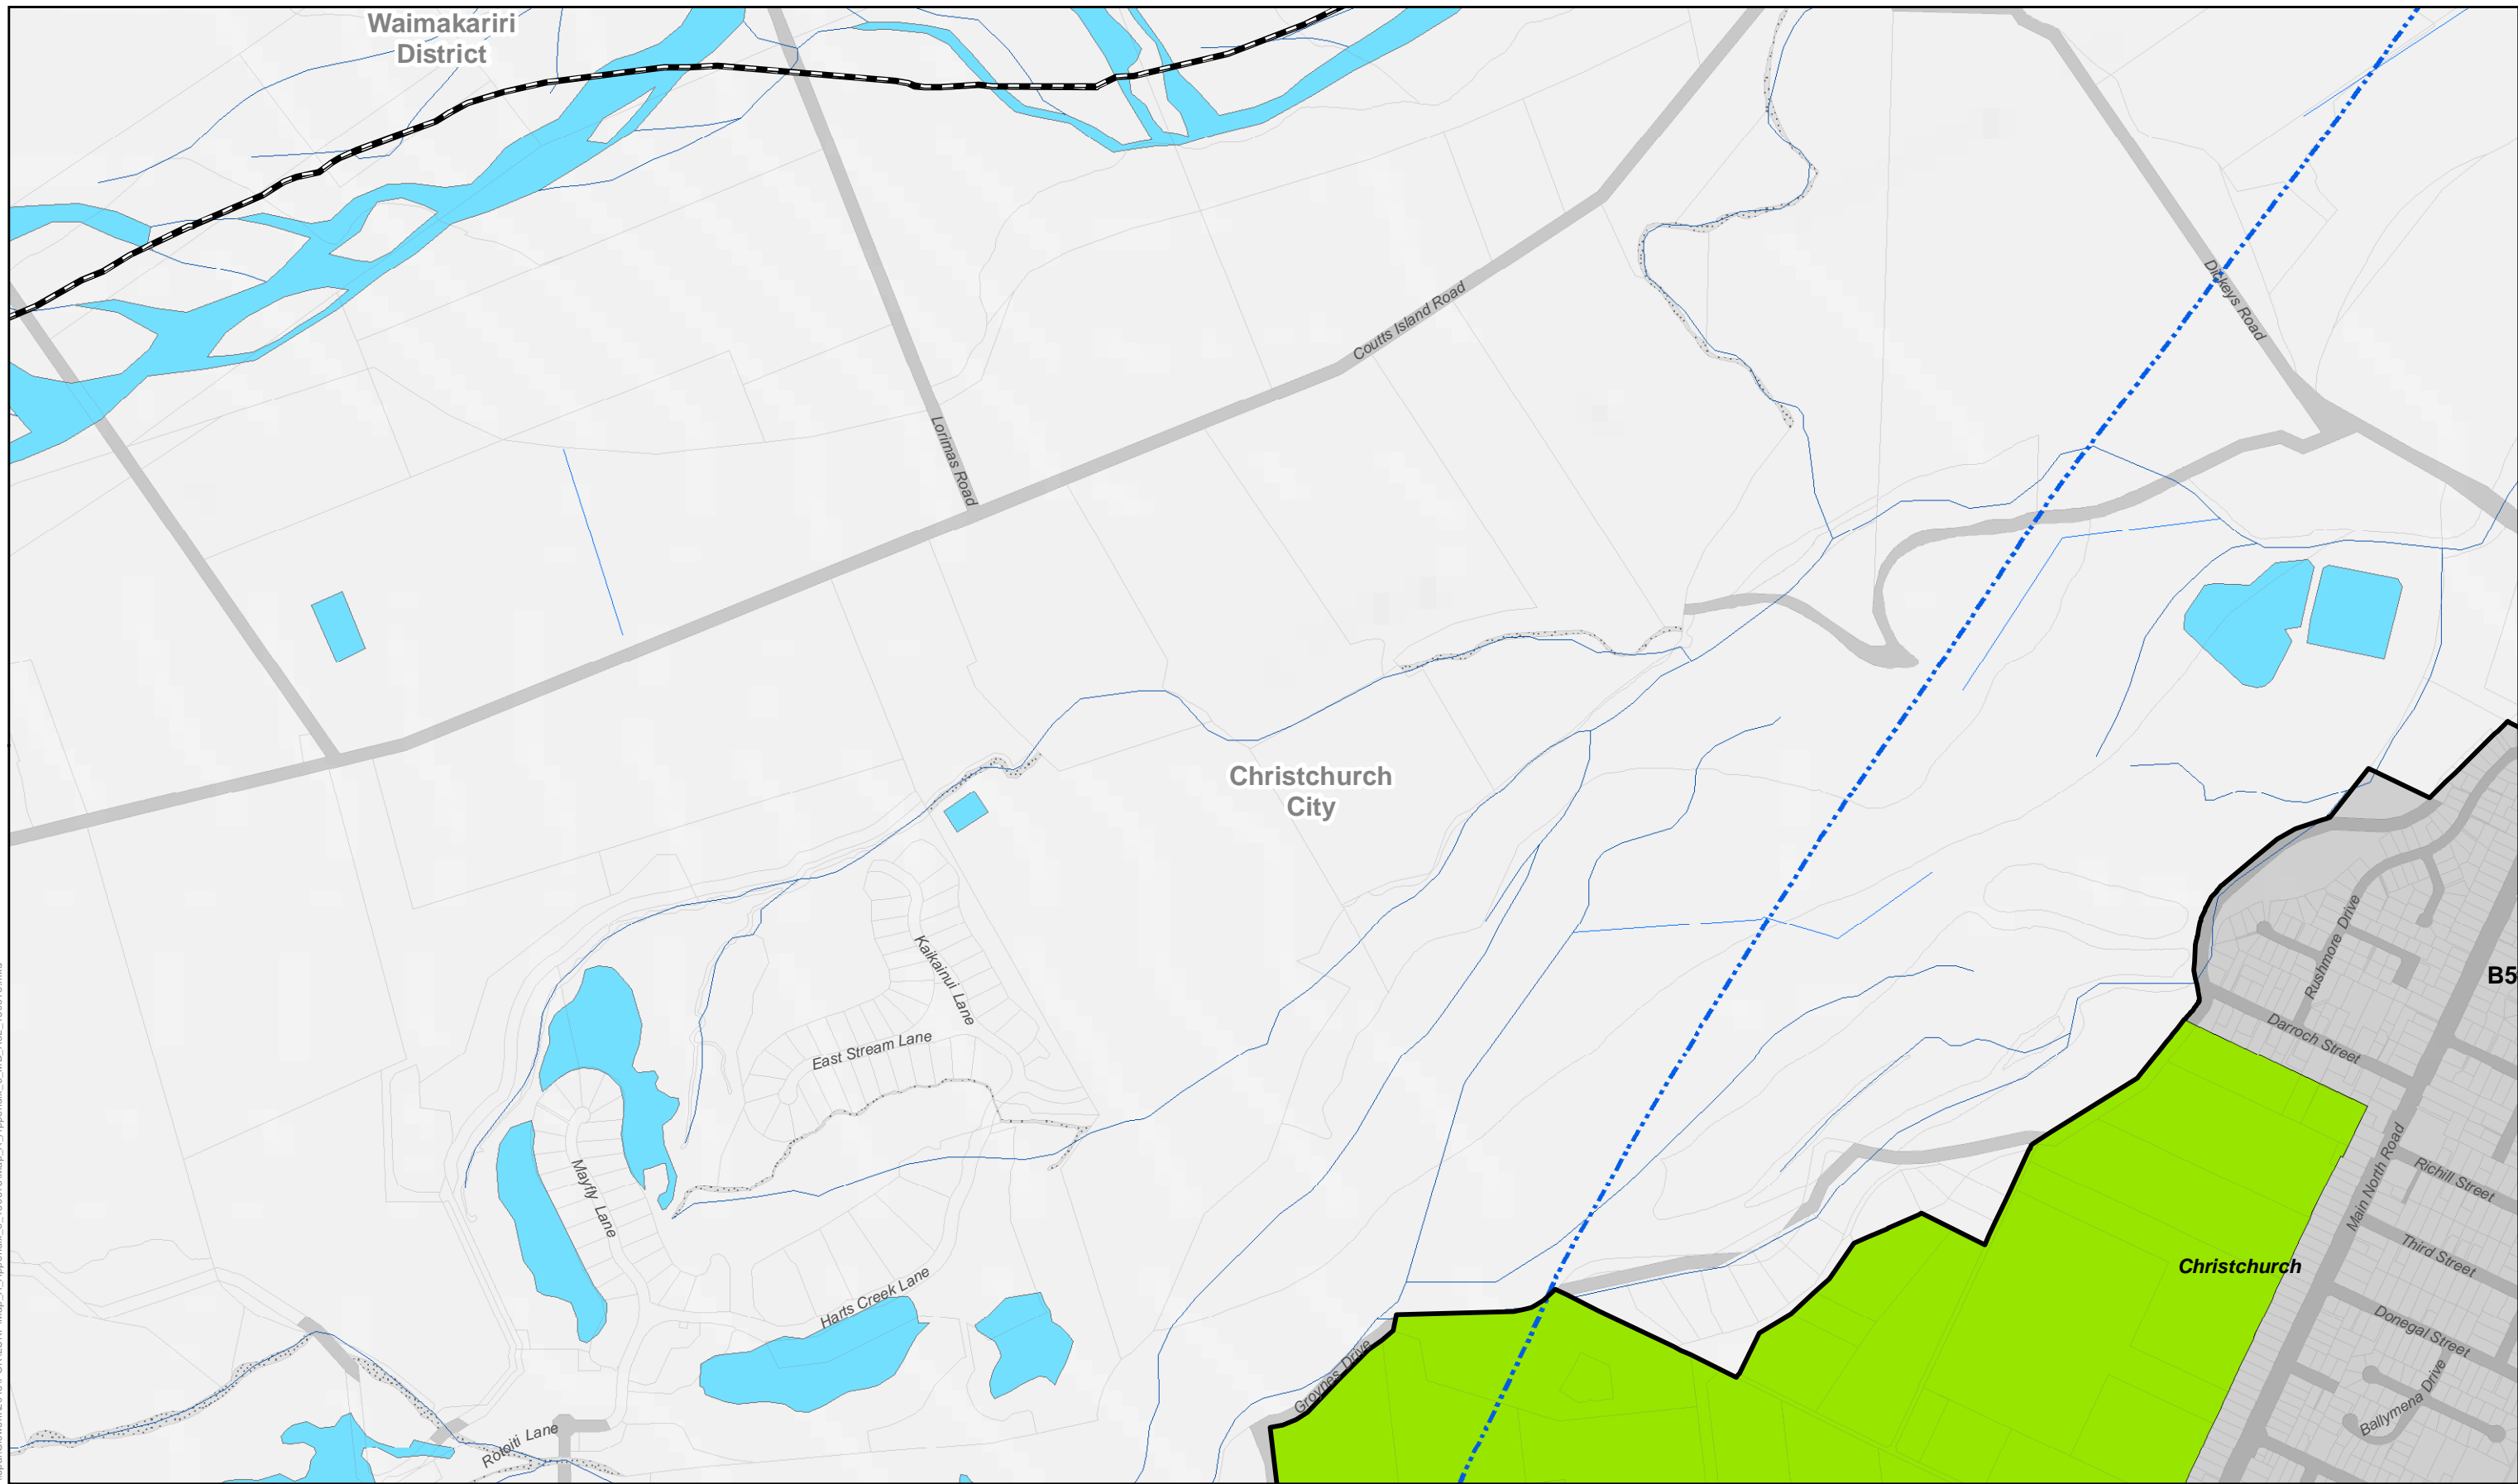 Waimakariri
District
Dickeys Road
Coutts Island Road
Lorimas Road
Christchurch
City
Rushmore Drive
Kaikainui Lane
B5
Darroch Street
East Stream Lane
Main North Road
Richill Street
Mayfly Lane
Third Street
Christchurch
Harts Creek Lane
Donegal Street
Groynes Drive
Ballymena Drive
Rotoiti Lane